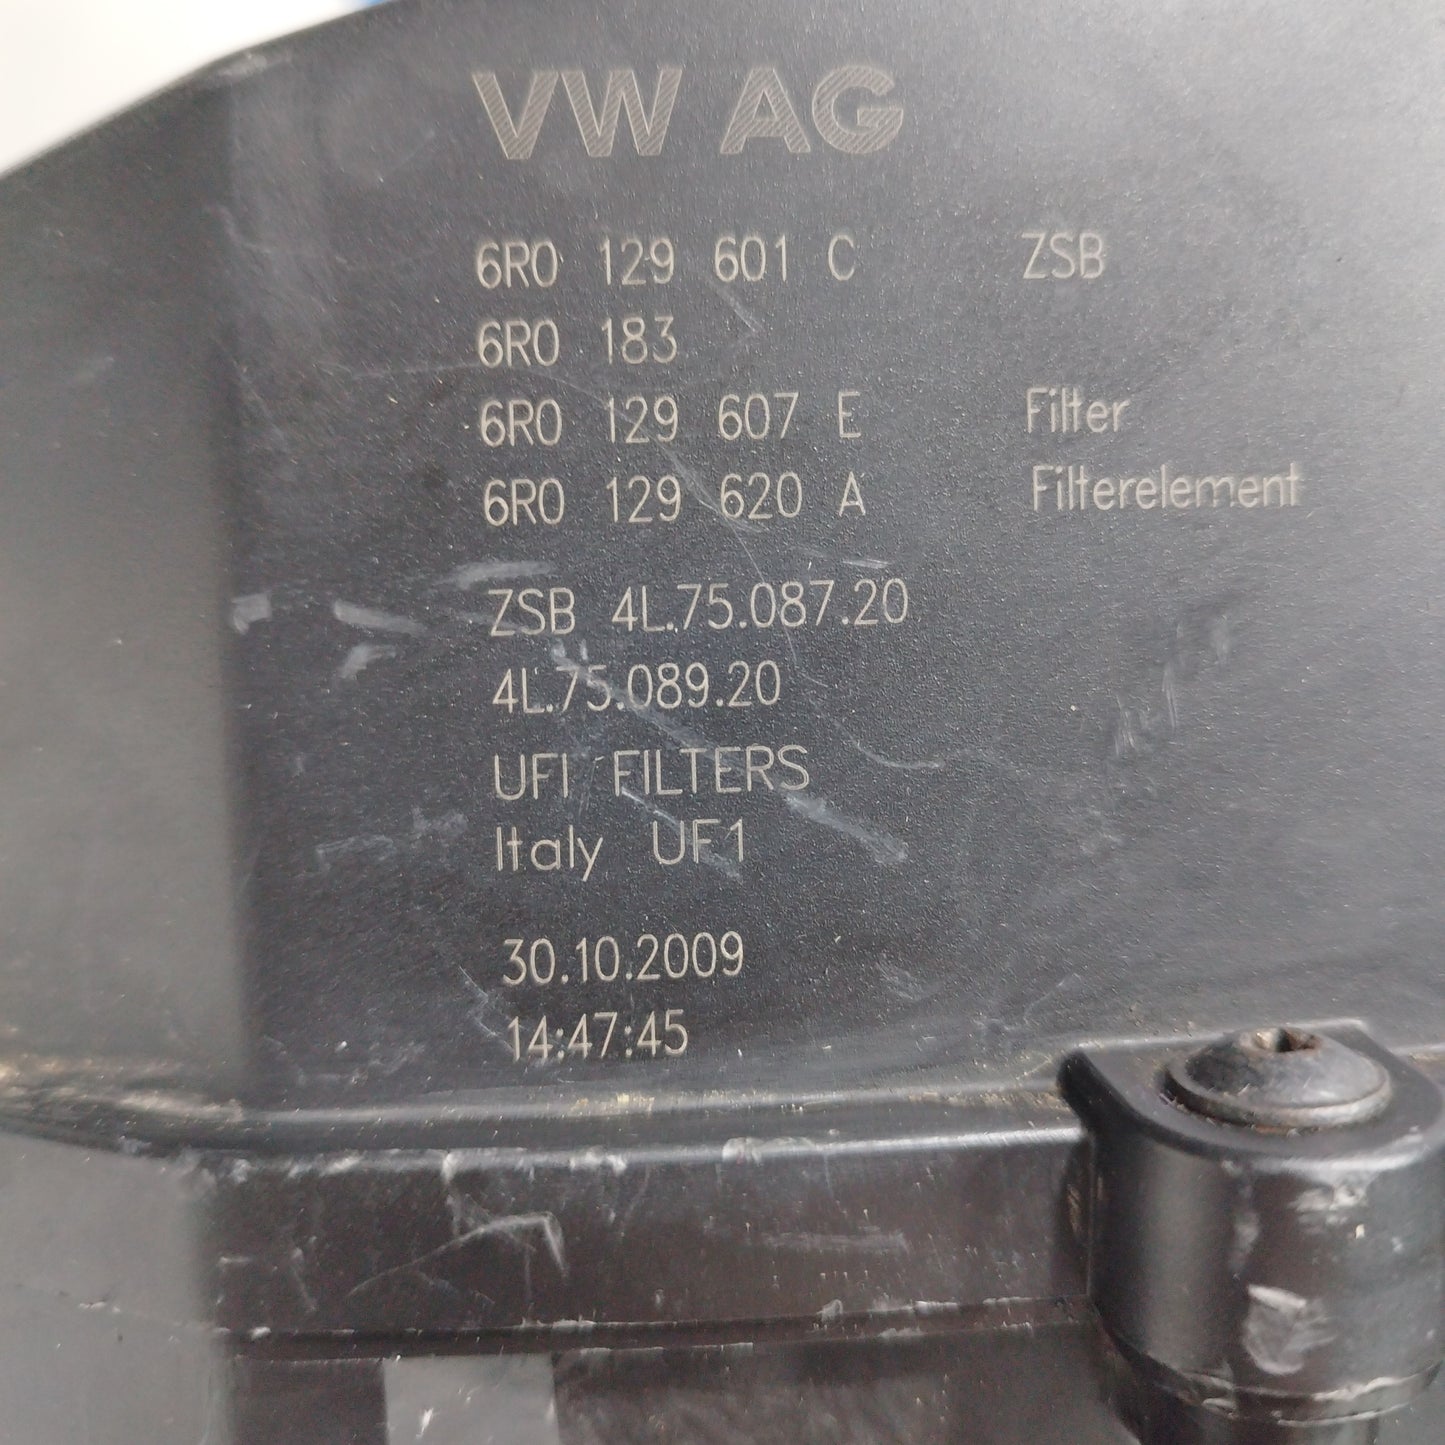 VW AG
6R0 129 601 C ZSB
6R0 183
6R0 129 607 E Filter
6R0 129 620 A Filterelement
ZSB 4L.75.087.20
4L.75.089.20
UFI FILTERS
Italy UF1
30.10.2009
14:47:45